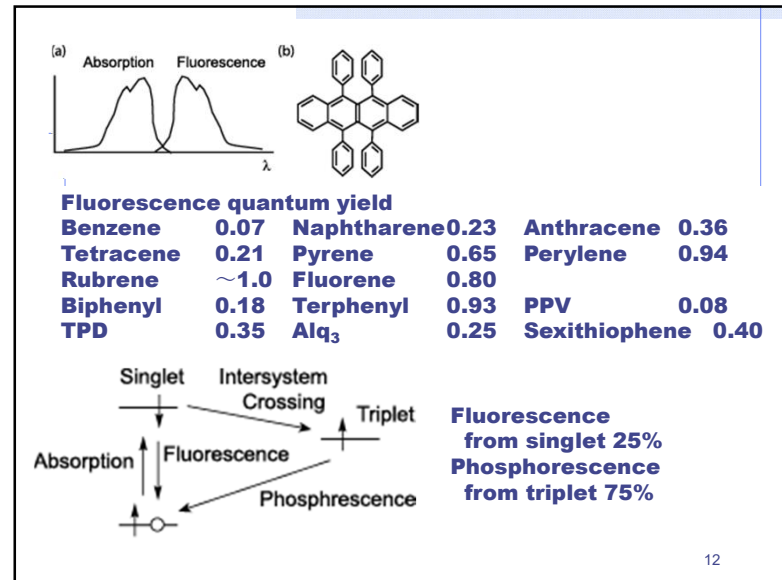 (a) Absorption Fluorescence (b)
λ
Fluorescence quantum yield
Benzene 0.07 Naphtharene 0.23 Anthracene 0.36
Tetracene 0.21 Pyrene 0.65 Perylene 0.94
Rubrene ~1.0 Fluorene 0.80
Biphenyl 0.18 Terphenyl 0.93 PPV 0.08
TPD 0.35 Alq₃ 0.25 Sexithiophene 0.40
Singlet Intersystem
Crossing
Triplet
Absorption Fluorescence
Phosphrescence
Fluorescence
from singlet 25%
Phosphorescence
from triplet 75%
12